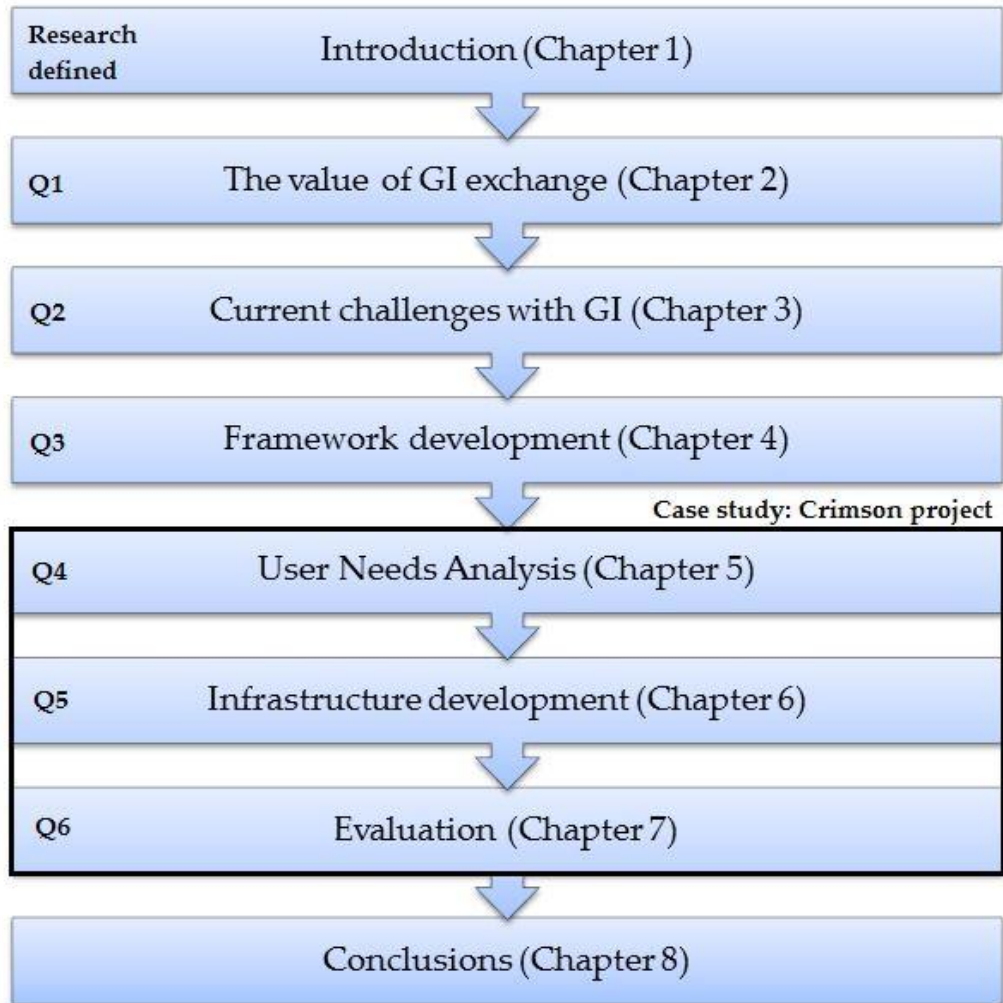 Research
defined
Introduction (Chapter 1)
Q1
The value of GI exchange (Chapter 2)
Q2
Current challenges with GI (Chapter 3)
Q3
Framework development (Chapter 4)
Case study: Crimson project
Q4
User Needs Analysis (Chapter 5)
Q5
Infrastructure development (Chapter 6)
Q6
Evaluation (Chapter 7)
Conclusions (Chapter 8)